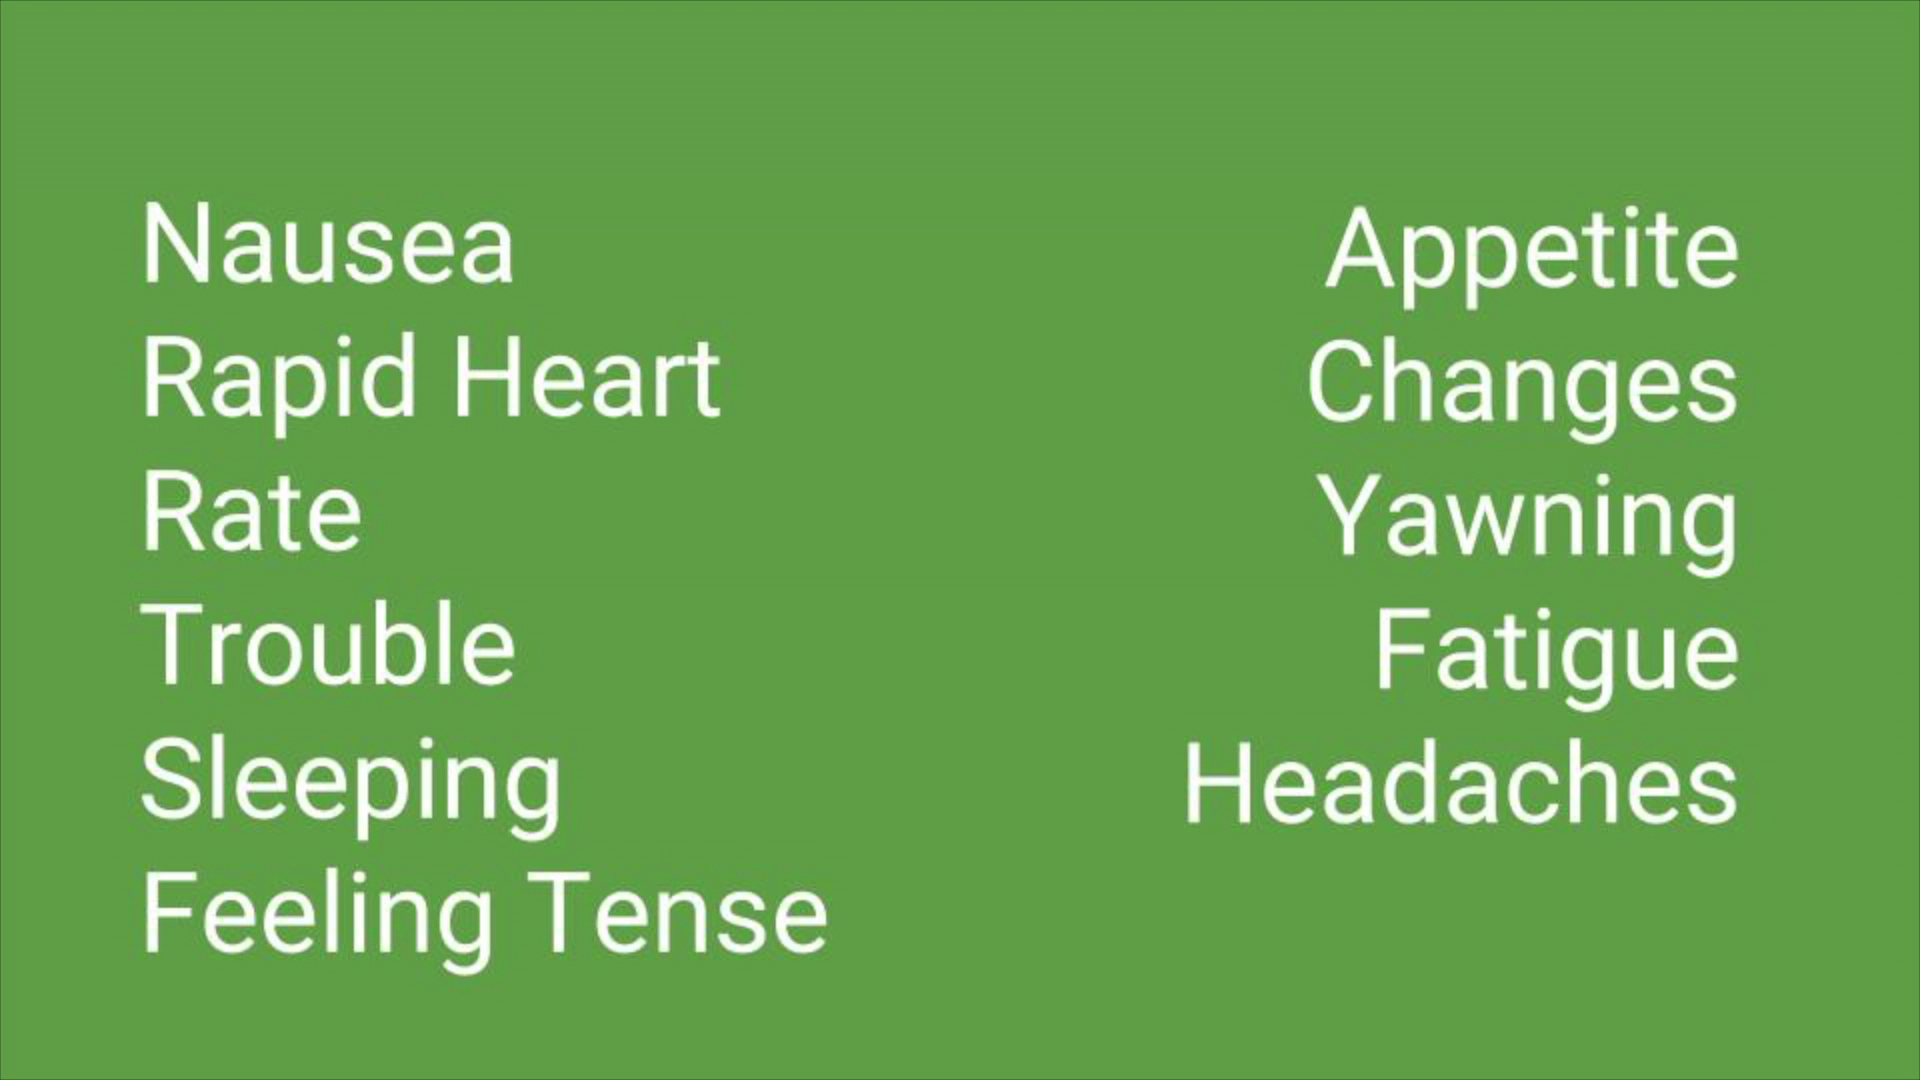 Nausea
Rapid Heart
Rate
Trouble
Sleeping
Feeling Tense
Appetite
Changes
Yawning
Fatigue
Headaches